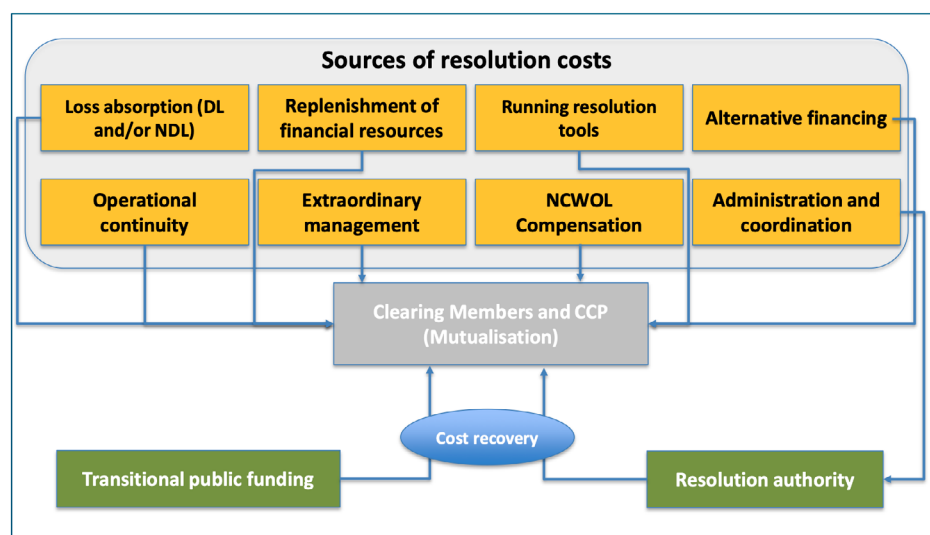 Sources of resolution costs
Loss absorption (DL
and/or NDL)
Replenishment of
financial resources
Running resolution
tools
Alternative financing
Operational
continuity
Extraordinary
management
NCWOL
Compensation
Administration and
coordination
Clearing Members and CCP
(Mutualisation)
Cost recovery
Transitional public funding
Resolution authority